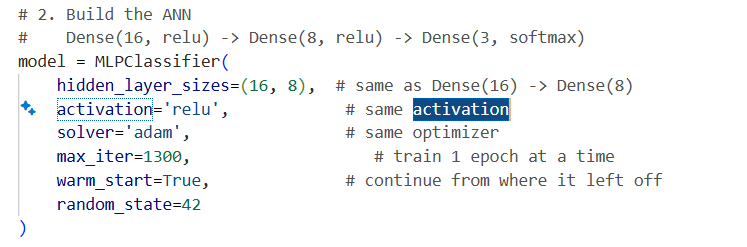 # 2. Build the ANN
#    Dense(16, relu) -> Dense(8, relu) -> Dense(3, softmax)
model = MLPClassifier(
    hidden_layer_sizes=(16, 8),  # same as Dense(16) -> Dense(8)
    activation='relu',           # same activation
    solver='adam',               # same optimizer
    max_iter=1300,                  # train 1 epoch at a time
    warm_start=True,             # continue from where it left off
    random_state=42
)